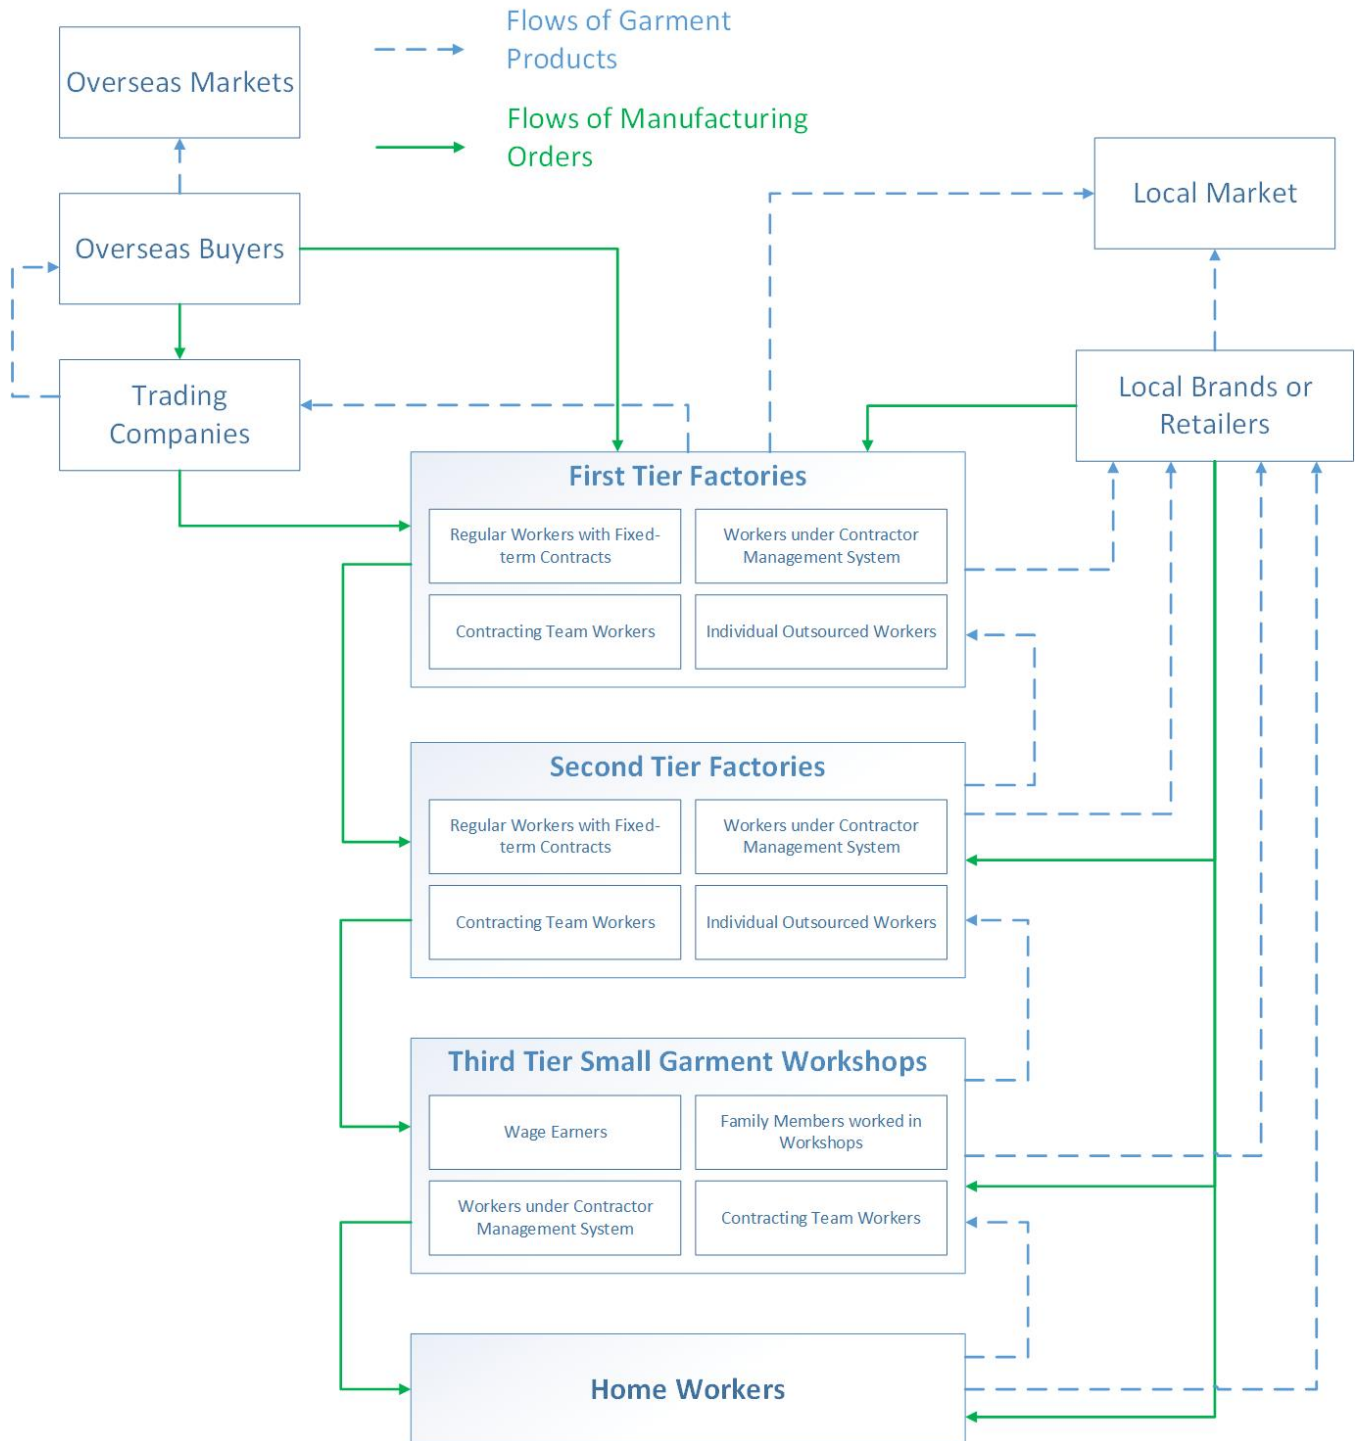 Flows of Garment
Products
Overseas Markets
Flows of Manufacturing
Orders
Local Market
Overseas Buyers
Trading
Companies
Local Brands or
Retailers
First Tier Factories
Regular Workers with Fixed-
term Contracts
Workers under Contractor
Management System
Contracting Team Workers
Individual Outsourced Workers
Second Tier Factories
Regular Workers with Fixed-
term Contracts
Workers under Contractor
Management System
Contracting Team Workers
Individual Outsourced Workers
Third Tier Small Garment Workshops
Wage Earners
Family Members worked in
Workshops
Workers under Contractor
Management System
Contracting Team Workers
Home Workers